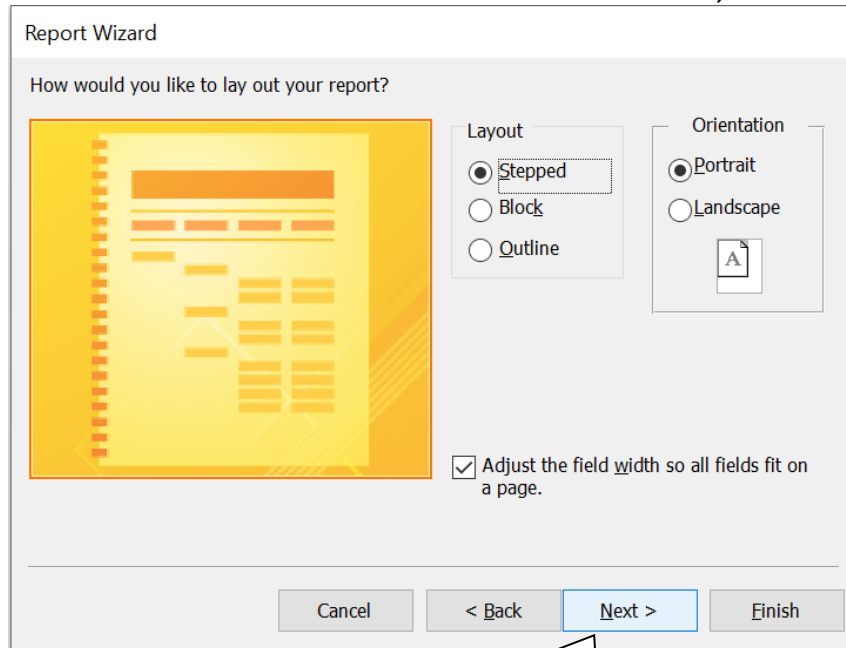 Report Wizard
How would you like to lay out your report?
Layout
Stepped
Block
Outline
Orientation
Portrait
Landscape
A
Adjust the field width so all fields fit on
a page.
Cancel
< Back
Next >
Finish